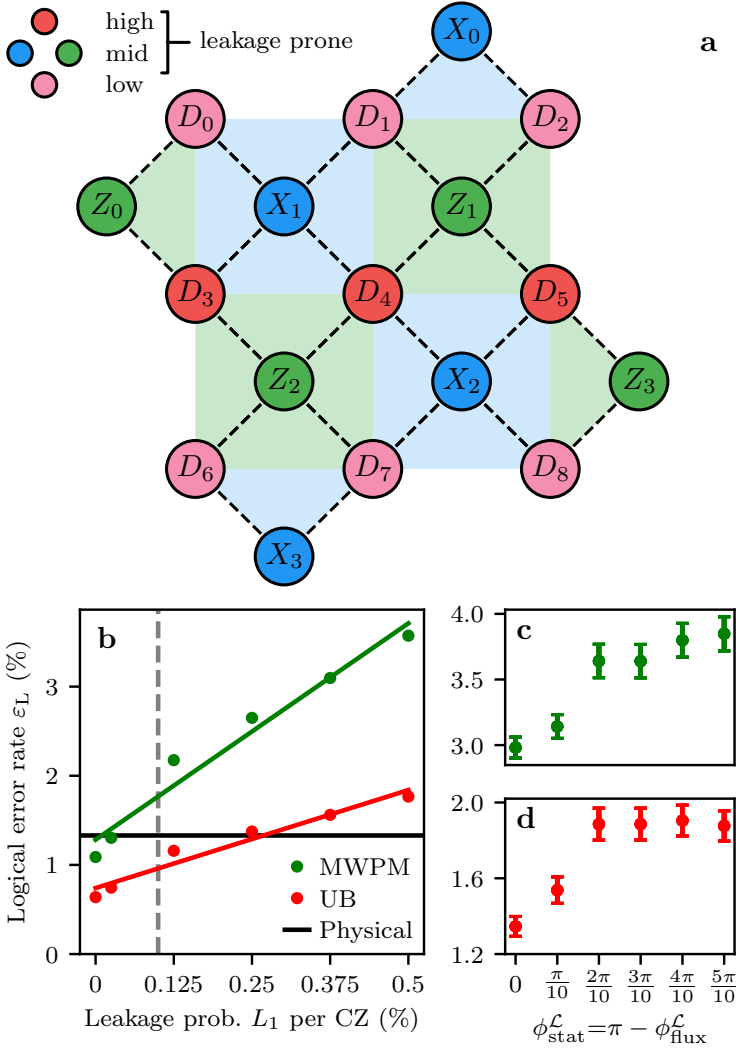 high
mid
low
leakage prone
a
X₀
D₀
D₁
D₂
Z₀
X₁
Z₁
D₃
D₄
D₅
Z₂
X₂
Z₃
D₆
D₇
D₈
X₃
b
Logical error rate ε_L (%)
3
2
1
0
MWPM
UB
Physical
0 0.125 0.25 0.375 0.5
Leakage prob. L₁ per CZ (%)
c
4.0
3.5
3.0
d
2.0
1.6
1.2
0 π/10 2π/10 3π/10 4π/10 5π/10
ϕ^ℒ_stat=π − ϕ^ℒ_flux